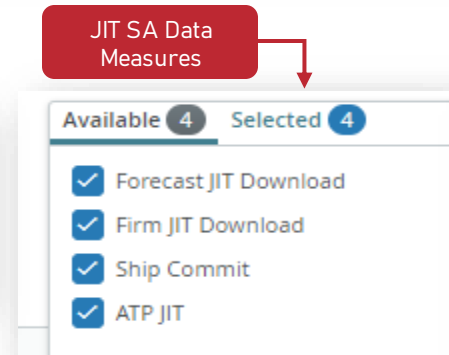 JIT SA Data
Measures
Available 4 Selected 4
Forecast JIT Download
Firm JIT Download
Ship Commit
ATP JIT